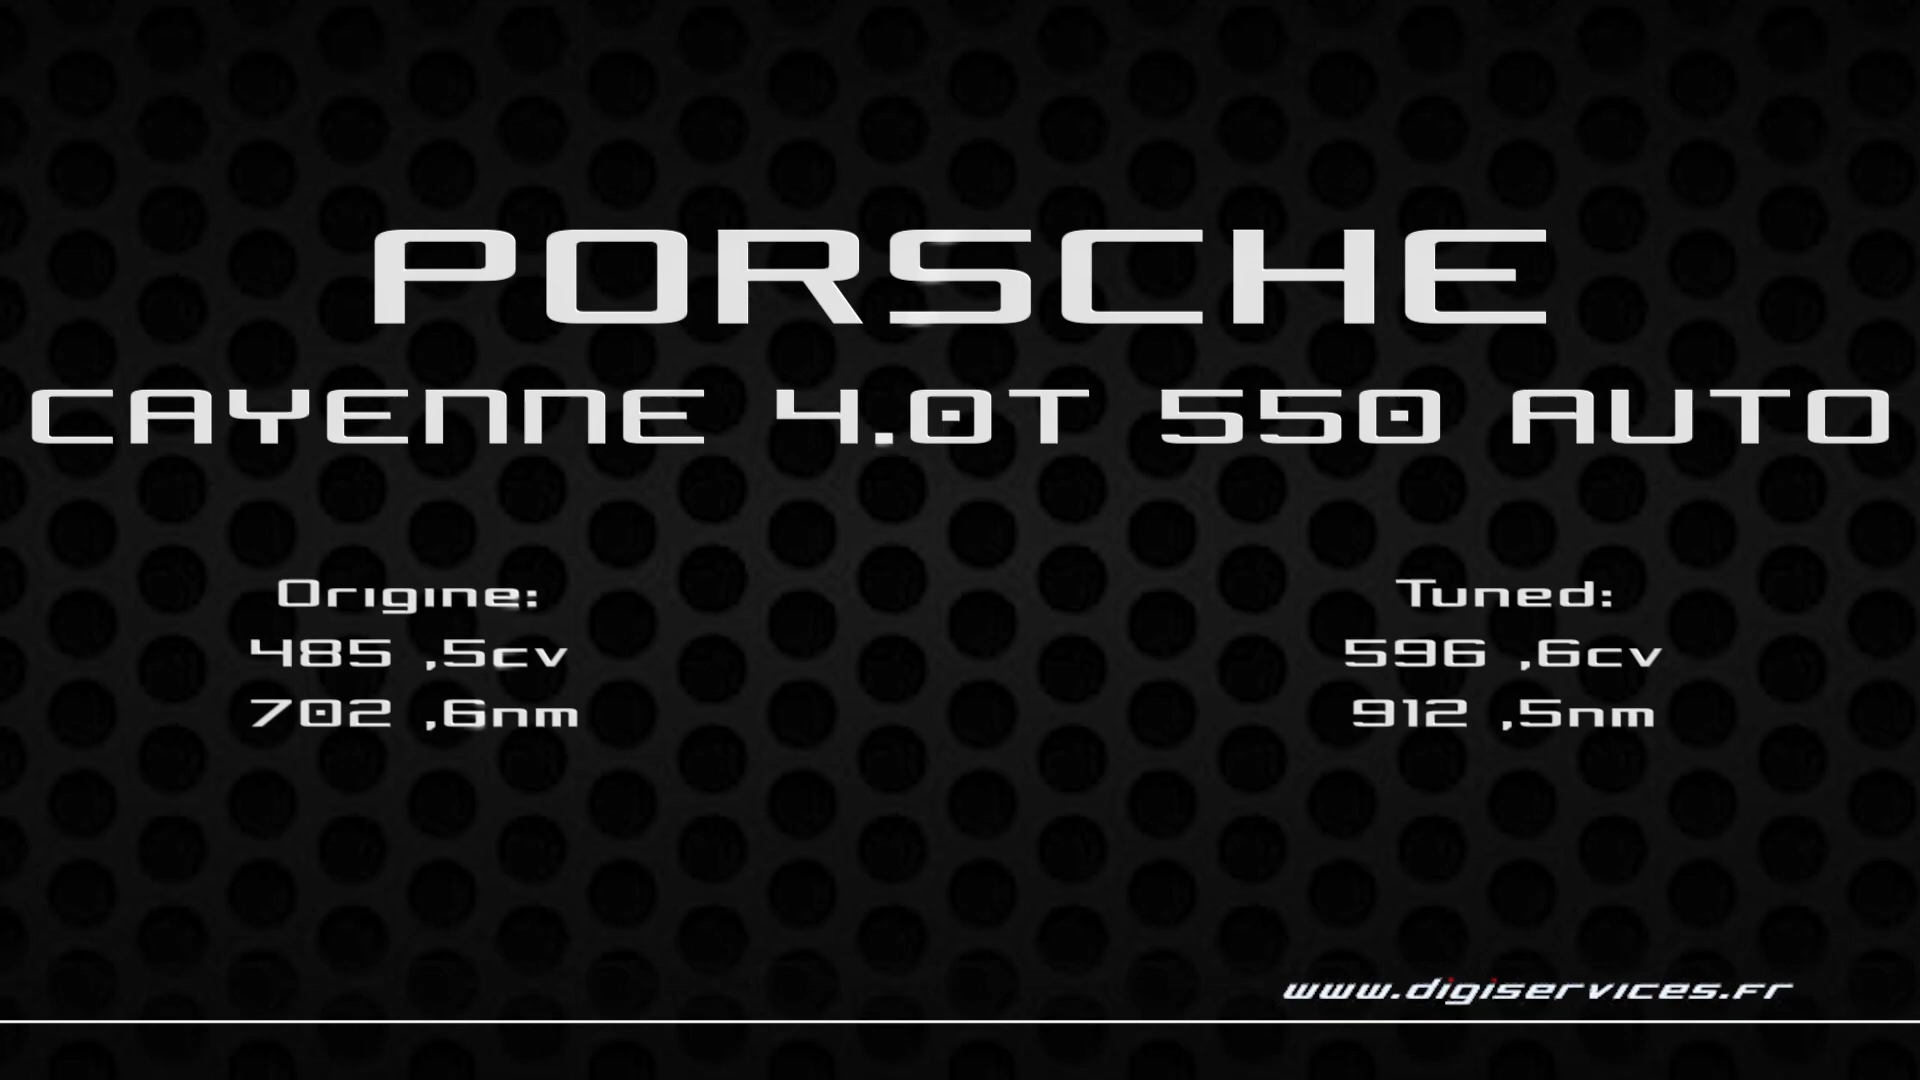 PORSCHE
CAYENNE 4.0T 550 AUTO
Origine:
485 ,5cv
702 ,6nm
Tuned:
596 ,6cv
912 ,5nm
www.digiservices.fr